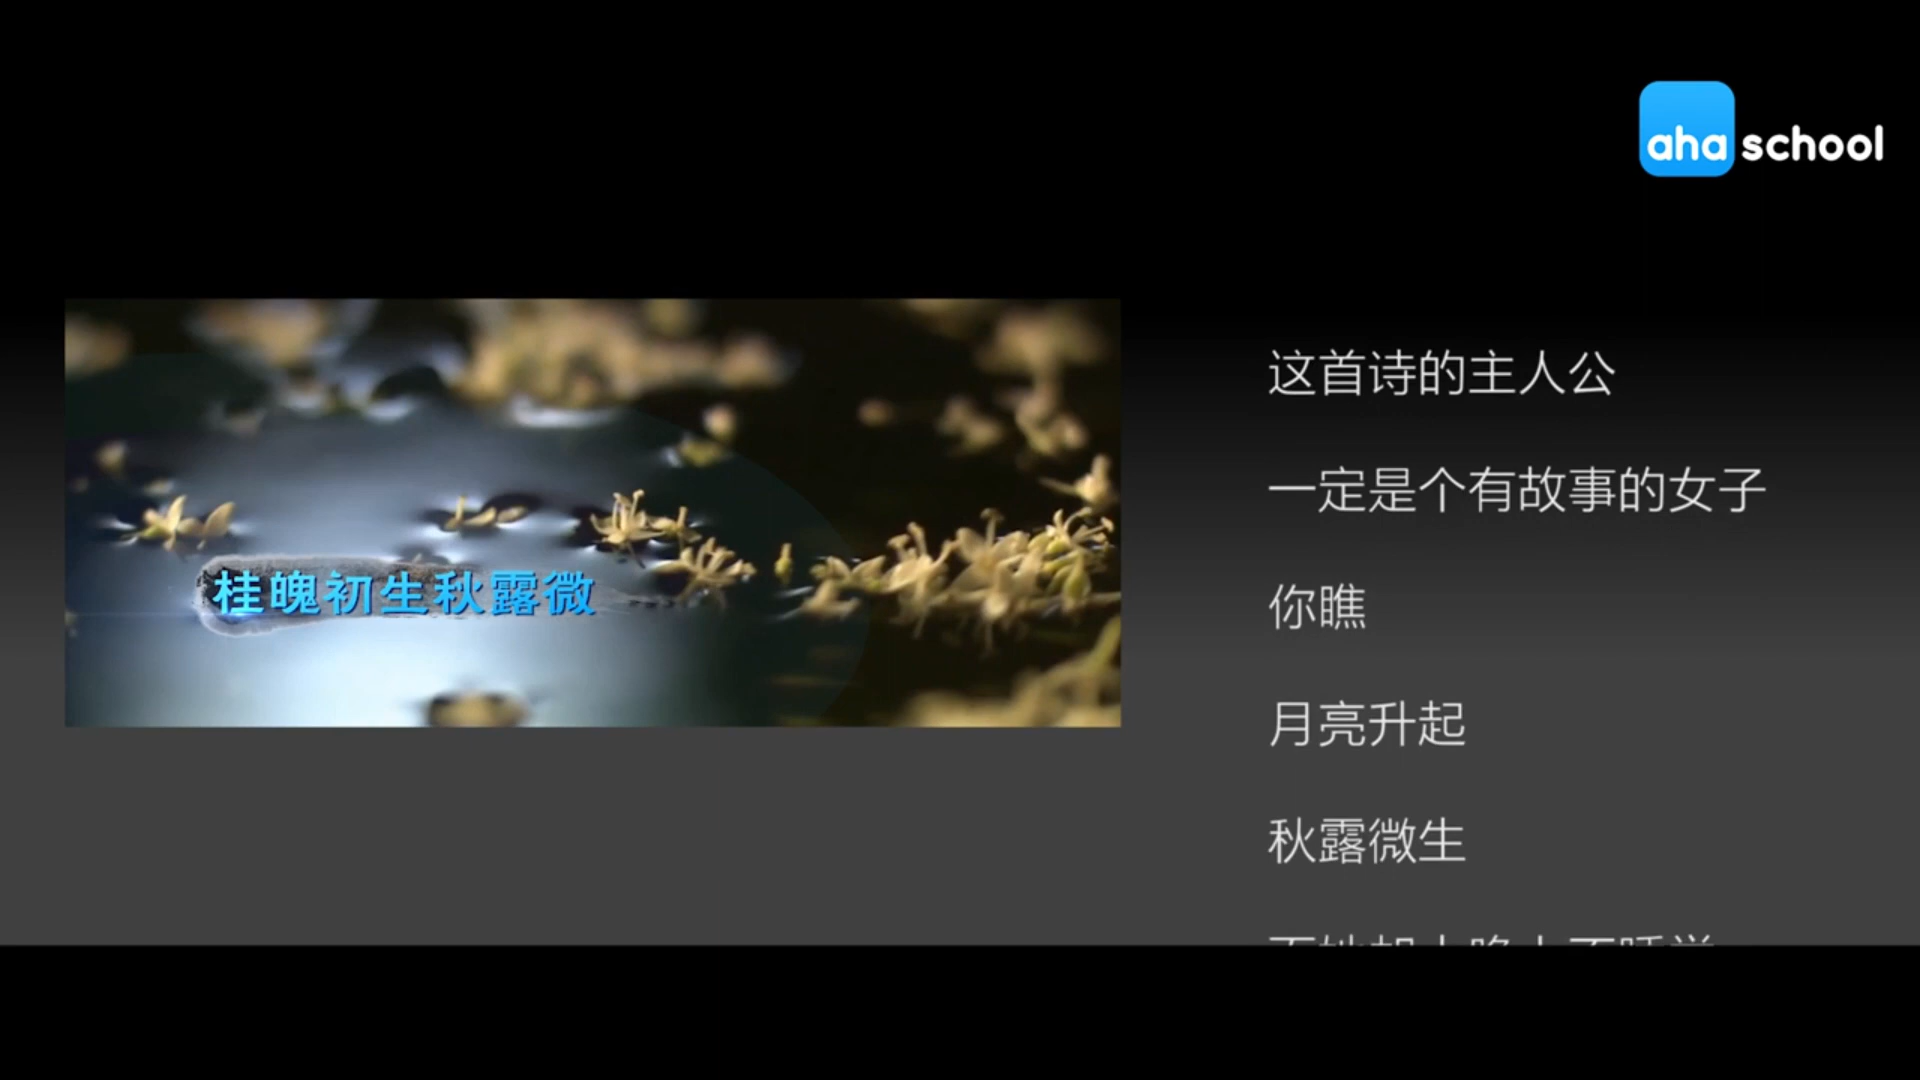 aha school
桂魄初生秋露微
这首诗的主人公
一定是个有故事的女子
你瞧
月亮升起
秋露微生